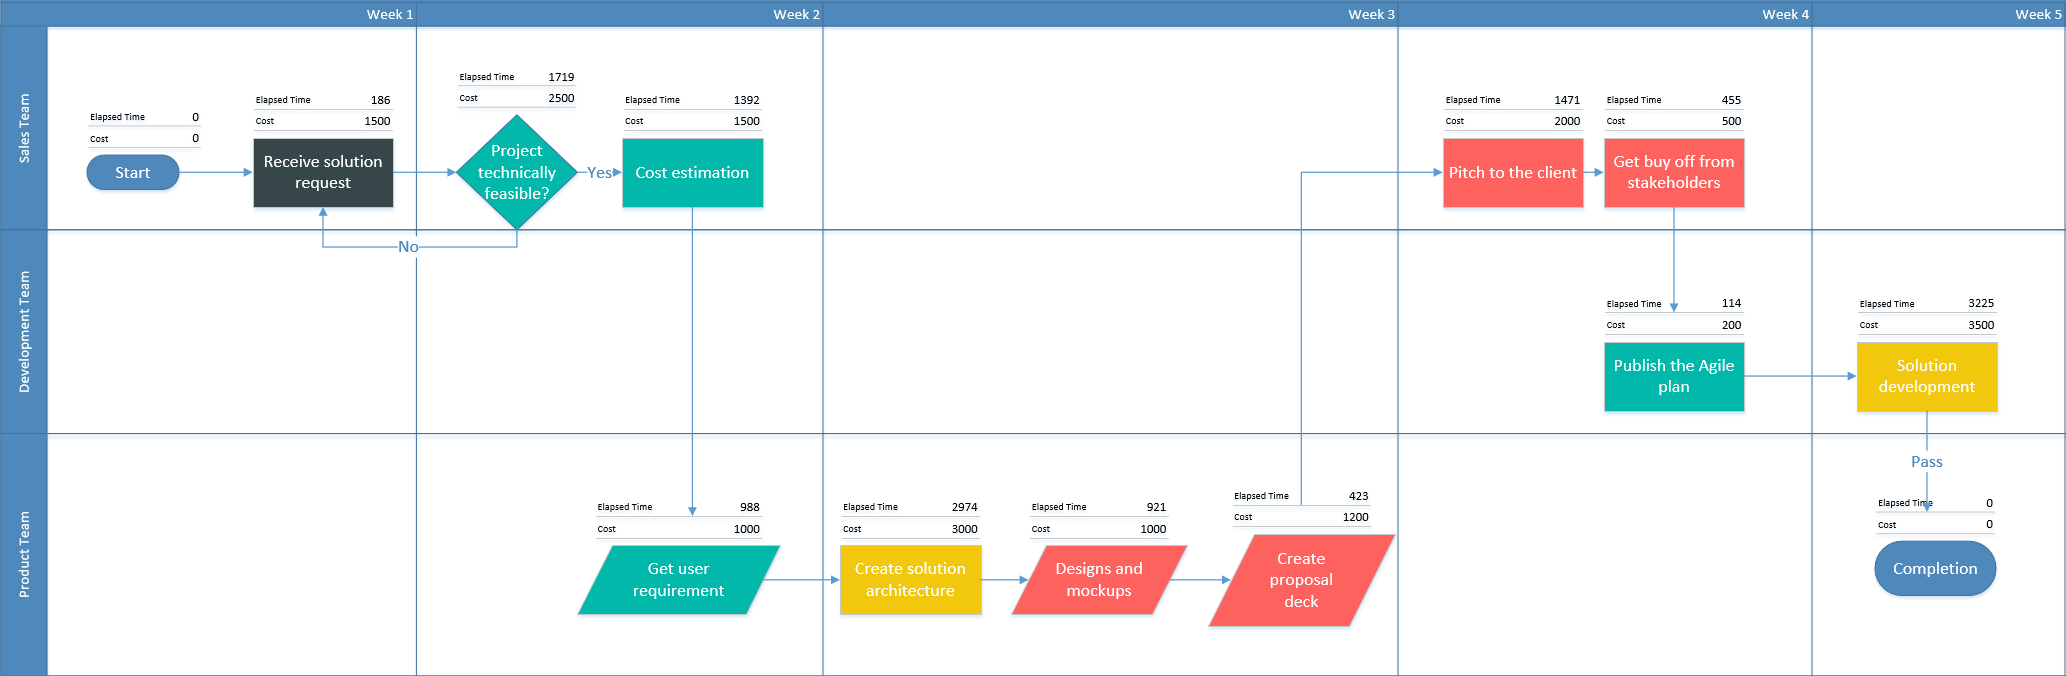 Week 1
Week 2
Week 3
Week 4
Week 5
Sales Team
Elapsed Time 0
Cost 0
Start
Elapsed Time 186
Cost 1500
Receive solution
request
Elapsed Time 1719
Cost 2500
Project
technically
feasible?
Yes
No
Elapsed Time 1392
Cost 1500
Cost estimation
Elapsed Time 1471
Cost 2000
Pitch to the client
Elapsed Time 455
Cost 500
Get buy off from
stakeholders
Development Team
Elapsed Time 114
Cost 200
Publish the Agile
plan
Elapsed Time 3225
Cost 3500
Solution
development
Pass
Product Team
Elapsed Time 988
Cost 1000
Get user
requirement
Elapsed Time 2974
Cost 3000
Create solution
architecture
Elapsed Time 921
Cost 1000
Designs and
mockups
Elapsed Time 423
Cost 1200
Create
proposal
deck
Elapsed Time 0
Cost 0
Completion